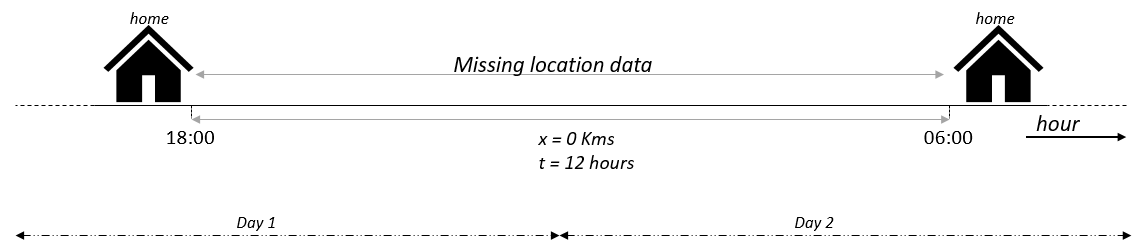 home
home
Missing location data
18:00
x = 0 Kms
t = 12 hours
06:00
hour
Day 1
Day 2